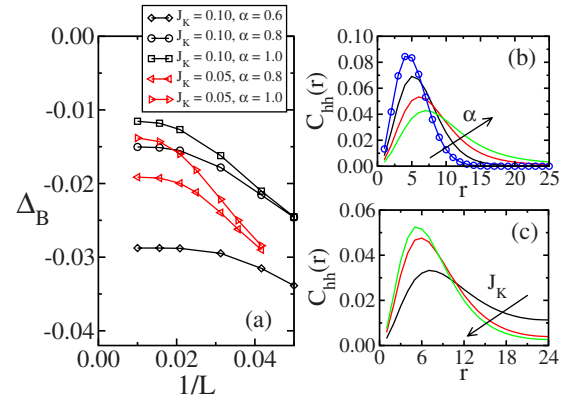 J_K = 0.10, α = 0.6
J_K = 0.10, α = 0.8
J_K = 0.10, α = 1.0
J_K = 0.05, α = 0.8
J_K = 0.05, α = 1.0
0.00
-0.01
-0.02
-0.03
-0.04
Δ_B
0.00 0.02 0.04
1/L
(a)
0.10
0.08
0.06
0.04
0.02
0.00
C_hh(r)
(b)
α
0 5 10 15 20 25
r
0.06
0.04
0.02
0.00
C_hh(r)
(c)
J_K
0 6 12 18 24
r